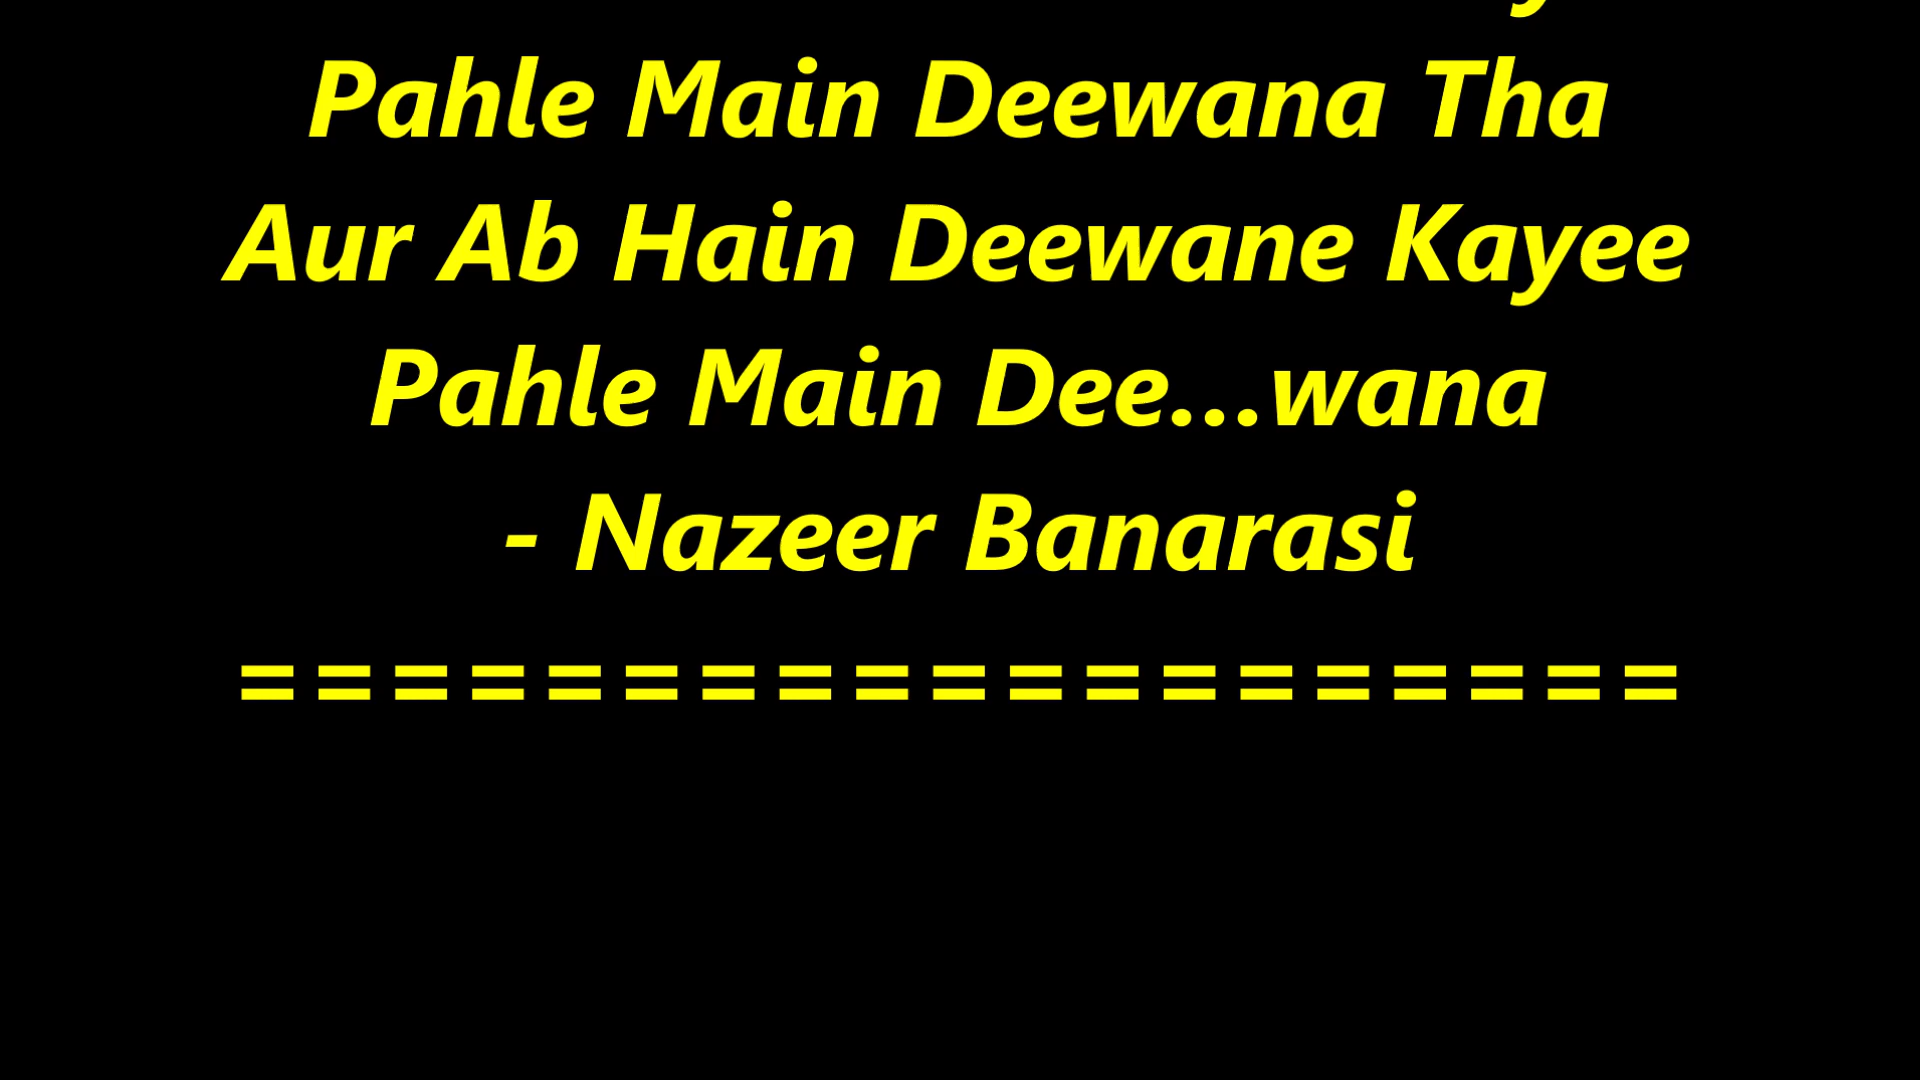 Pahle Main Deewana Tha
Aur Ab Hain Deewane Kayee
Pahle Main Dee...wana
- Nazeer Banarasi
===================